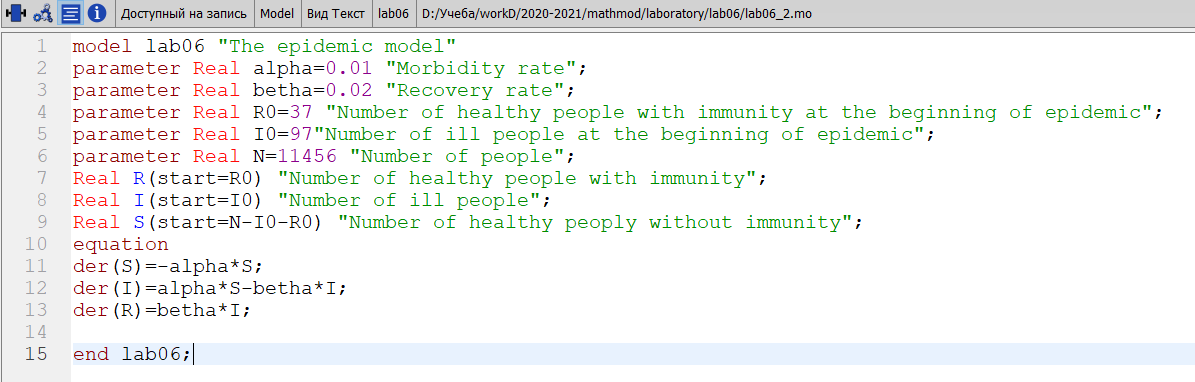 Доступный на запись Model Вид Текст lab06 D:/Учеба/workD/2020-2021/mathmod/laboratory/lab06/lab06_2.mo
1 model lab06 "The epidemic model"
2 parameter Real alpha=0.01 "Morbidity rate";
3 parameter Real betha=0.02 "Recovery rate";
4 parameter Real R0=37 "Number of healthy people with immunity at the beginning of epidemic";
5 parameter Real I0=97"Number of ill people at the beginning of epidemic";
6 parameter Real N=11456 "Number of people";
7 Real R(start=R0) "Number of healthy people with immunity";
8 Real I(start=I0) "Number of ill people";
9 Real S(start=N-I0-R0) "Number of healthy peoply without immunity";
10 equation
11 der(S)=-alpha*S;
12 der(I)=alpha*S-betha*I;
13 der(R)=betha*I;
14
15 end lab06;